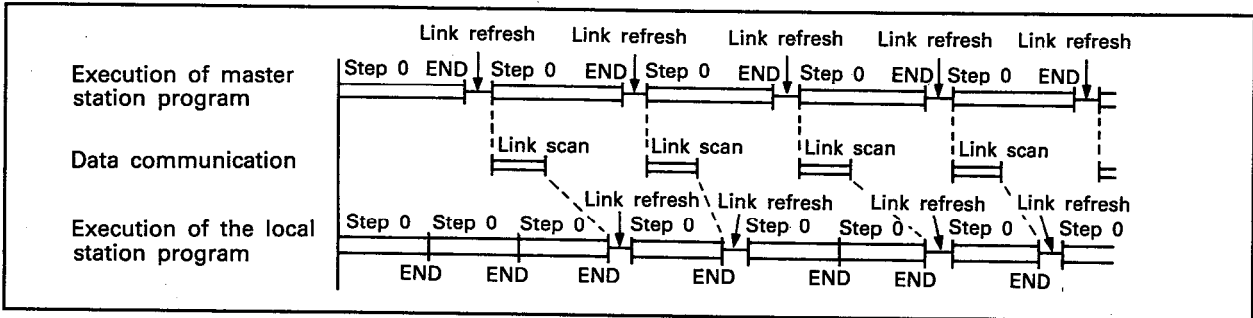 Link refresh Link refresh Link refresh Link refresh Link refresh
Execution of master station program
Step 0 END Step 0 END Step 0 END Step 0 END Step 0 END
Data communication
Link scan Link scan Link scan Link scan
Link refresh Link refresh Link refresh Link refresh
Execution of the local station program
Step 0 Step 0 Step 0 Step 0 Step 0 Step 0 Step 0 Step 0
END END END END END END END